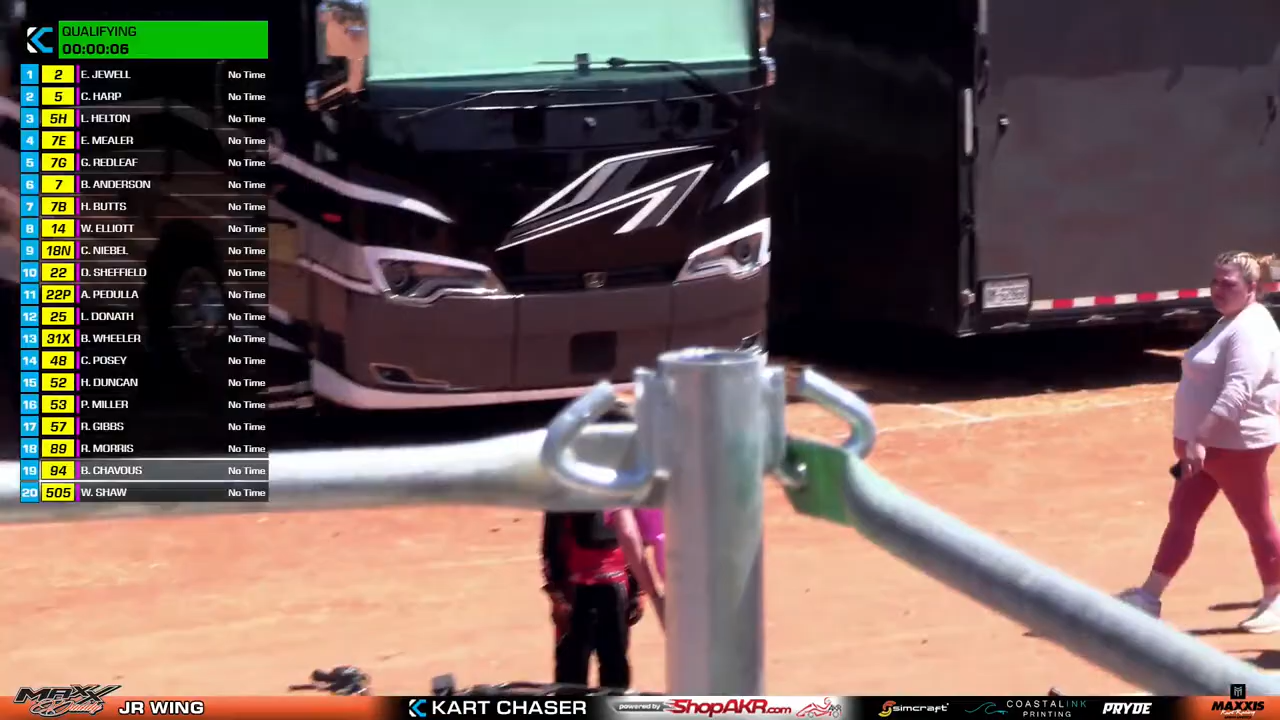 QUALIFYING
00:00:06
1 2 E. JEWELL No Time
2 5 C. HARP No Time
3 5H L. HELTON No Time
4 7E E. MEALER No Time
5 7G G. REDLEAF No Time
6 7 B. ANDERSON No Time
7 7B H. BUTTS No Time
8 14 W. ELLIOTT No Time
9 18N C. NIEBEL No Time
10 22 O. SHEFFIELD No Time
11 22P A. PEDULLA No Time
12 25 L. DONATH No Time
13 31X B. WHEELER No Time
14 48 C. POSEY No Time
15 52 H. DUNCAN No Time
16 53 P. MILLER No Time
17 57 R. GIBBS No Time
18 89 R. MORRIS No Time
19 94 B. CHAVOUS No Time
20 505 W. SHAW No Time
MAXX Daddy JR WING KART CHASER powered by ShopAKR.com simcraft COASTALINK PRINTING PRYDE MAXXIS